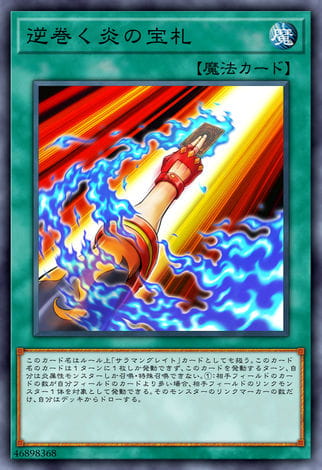 逆巻く炎の宝札
魔
【魔法カード】
このカード名はルール上「サラマングレイト」カードとしても扱う。このカード
名のカードは1ターンに1枚しか発動できず、このカードを発動するターン、自
分は炎属性モンスターしか召喚・特殊召喚できない。①:相手フィールドのカー
ドの数が自分フィールドのカードより多い場合、相手フィールドのリンクモン
スター1体を対象として発動できる。そのモンスターのリンクマーカーの数だ
け、自分はデッキからドローする。
46898368